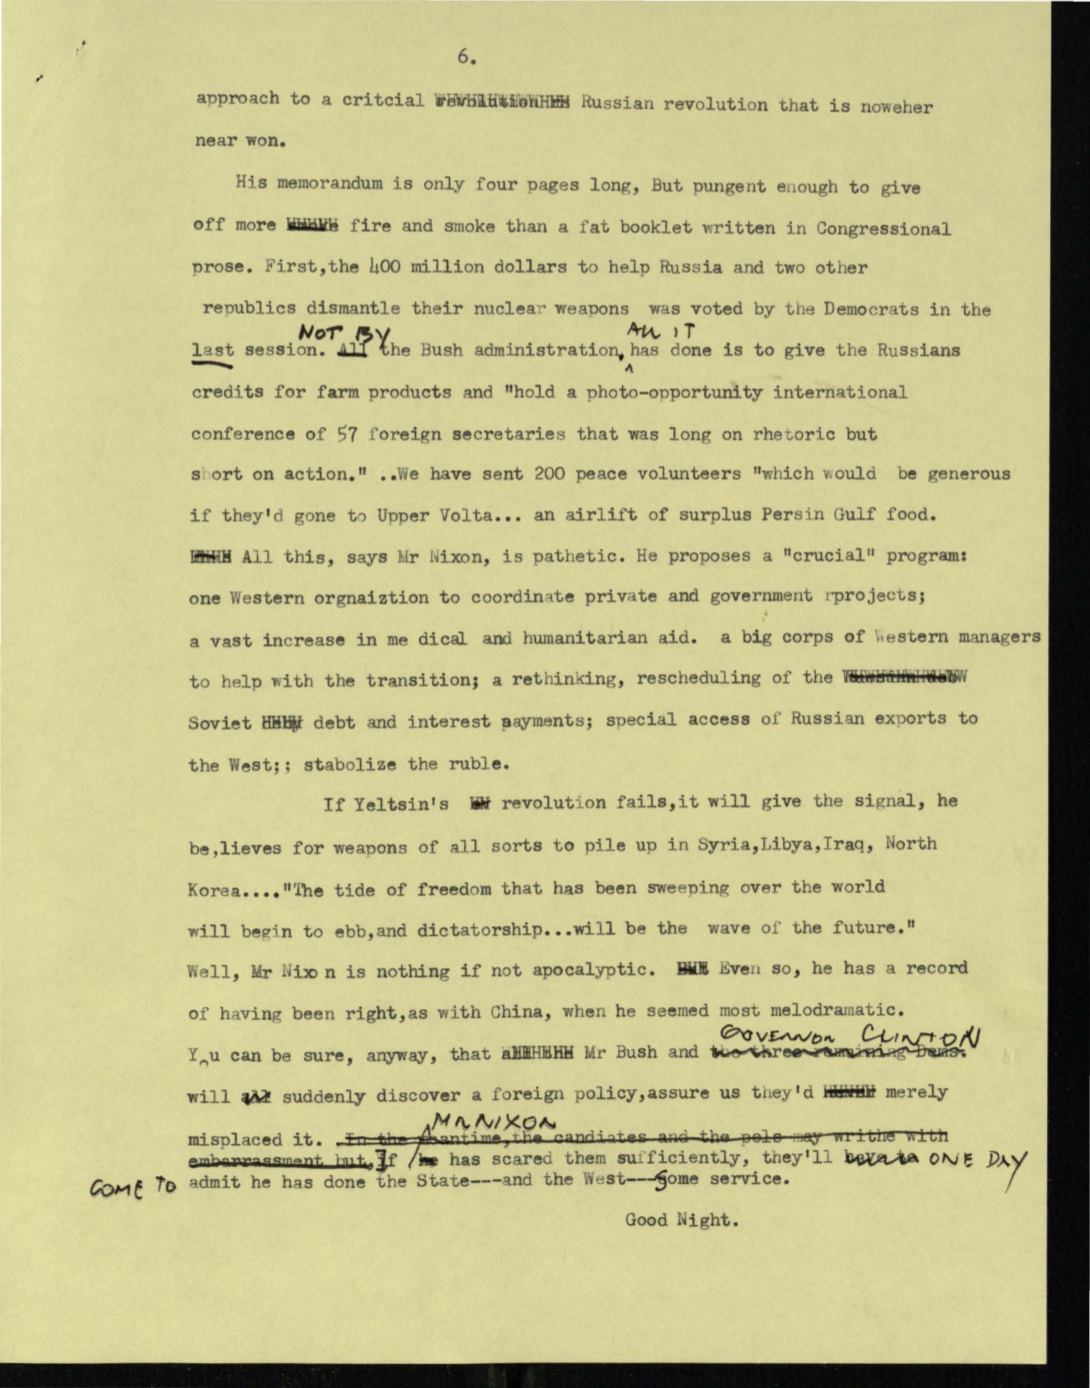 6.
approach to a critcial Russian revolution that is noweher
near won.
His memorandum is only four pages long, But pungent enough to give
off more fire and smoke than a fat booklet written in Congressional
prose. First,the 400 million dollars to help Russia and two other
republics dismantle their nuclear weapons was voted by the Democrats in the
NOT BY ALL IT
last session. All the Bush administration, has done is to give the Russians
credits for farm products and "hold a photo-opportunity international
conference of 57 foreign secretaries that was long on rhetoric but
short on action." ..We have sent 200 peace volunteers "which would be generous
if they'd gone to Upper Volta... an airlift of surplus Persin Gulf food.
All this, says Mr Nixon, is pathetic. He proposes a "crucial" program:
one Western orgnaiztion to coordinate private and government rprojects;
a vast increase in me dical and humanitarian aid. a big corps of Western managers
to help with the transition; a rethinking, rescheduling of the
Soviet debt and interest payments; special access of Russian exports to
the West;; stabolize the ruble.
If Yeltsin's revolution fails,it will give the signal, he
be,lieves for weapons of all sorts to pile up in Syria,Libya,Iraq, North
Korea...."The tide of freedom that has been sweeping over the world
will begin to ebb,and dictatorship...will be the wave of the future."
Well, Mr Nixo n is nothing if not apocalyptic. Even so, he has a record
of having been right,as with China, when he seemed most melodramatic.
GOVERNOR CLINTON
Y,u can be sure, anyway, that Mr Bush and the three remaining Dems.
will suddenly discover a foreign policy,assure us they'd merely
MR NIXON
misplaced it. In the meantime,the candiates and the pols may writhe with
embarrassment but, If he has scared them sufficiently, they'll ONE DAY
COME TO admit he has done the State---and the West---Some service.
Good Night.